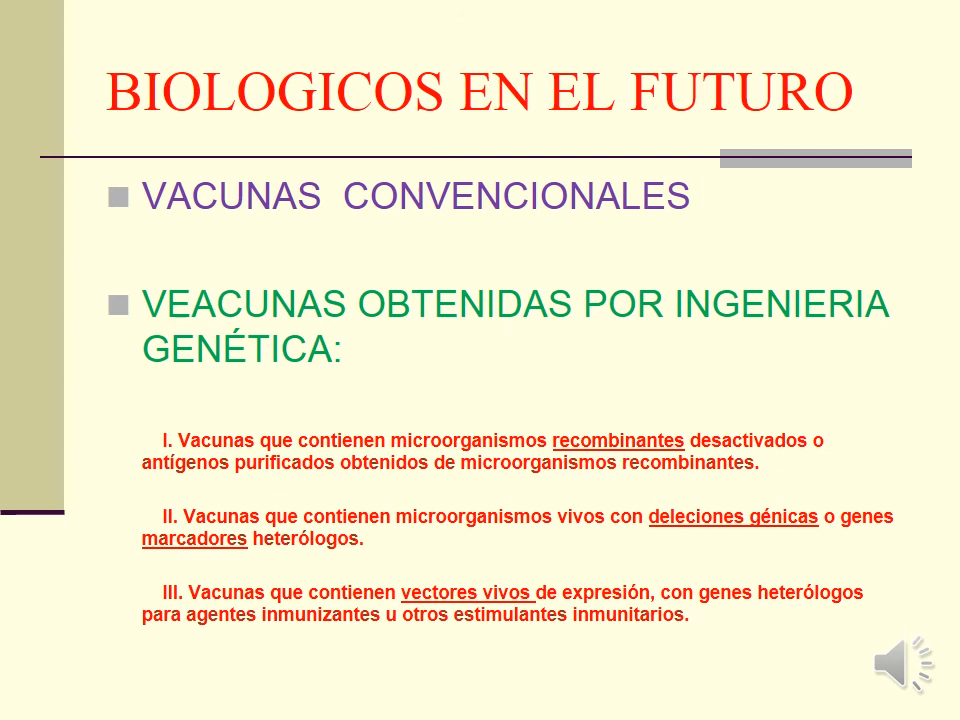 BIOLOGICOS EN EL FUTURO
VACUNAS CONVENCIONALES
VEACUNAS OBTENIDAS POR INGENIERIA
GENÉTICA:
I. Vacunas que contienen microorganismos recombinantes desactivados o
antígenos purificados obtenidos de microorganismos recombinantes.
II. Vacunas que contienen microorganismos vivos con deleciones génicas o genes
marcadores heterólogos.
III. Vacunas que contienen vectores vivos de expresión, con genes heterólogos
para agentes inmunizantes u otros estimulantes inmunitarios.